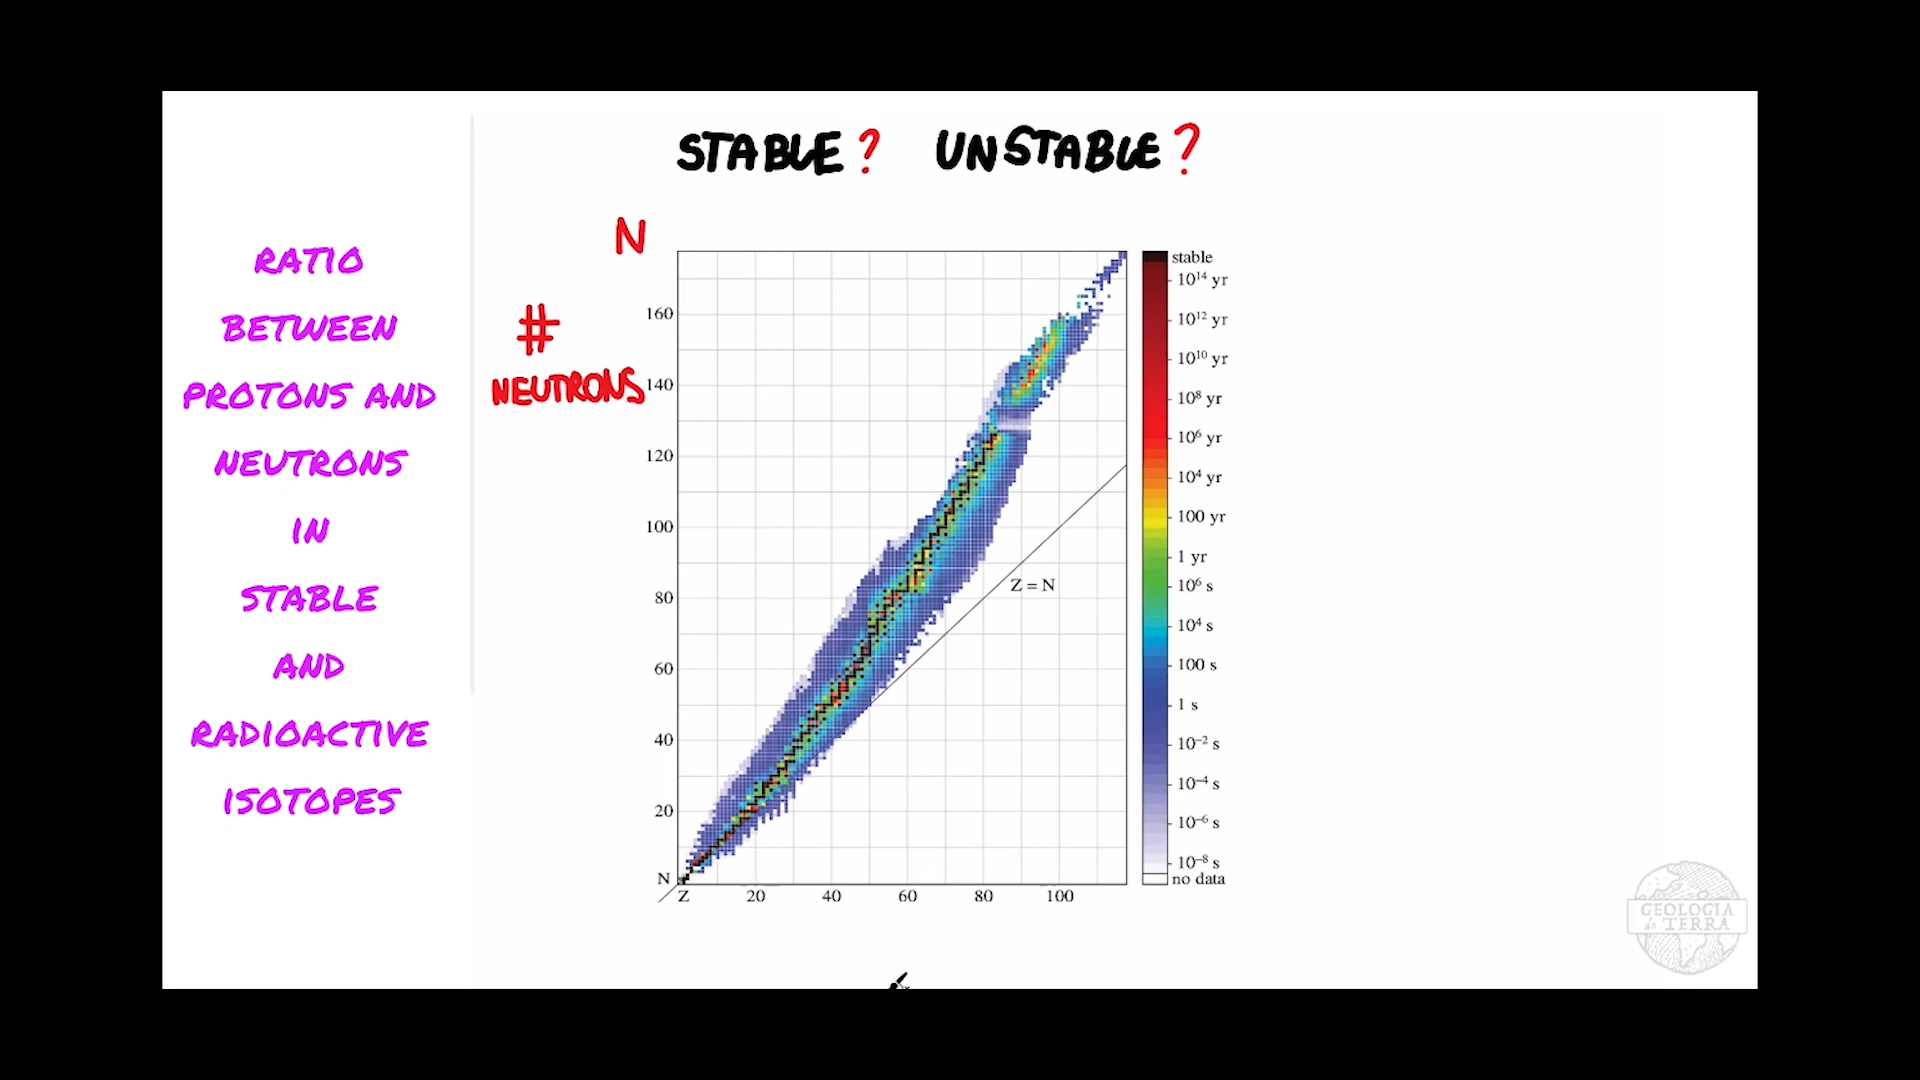 STABLE? UNSTABLE?
RATIO
BETWEEN
PROTONS AND
NEUTRONS
IN
STABLE
AND
RADIOACTIVE
ISOTOPES
N
#
NEUTRONS
160
140
120
100
80
60
40
20
N
Z 20 40 60 80 100
Z = N
stable
10¹⁴ yr
10¹² yr
10¹⁰ yr
10⁸ yr
10⁶ yr
10⁴ yr
100 yr
1 yr
10⁶ s
10⁴ s
100 s
1 s
10⁻² s
10⁻⁴ s
10⁻⁶ s
10⁻⁸ s
no data
GEOLOGIA
da TERRA